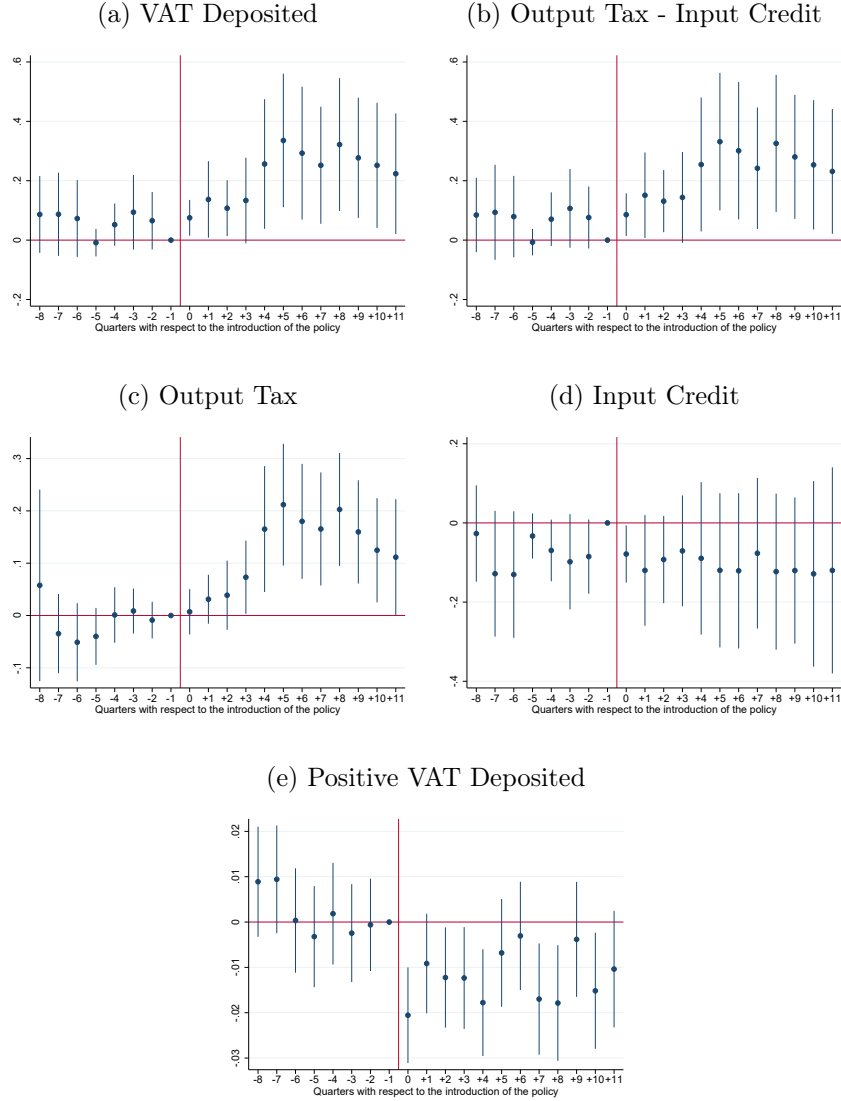 (a) VAT Deposited
(b) Output Tax - Input Credit
.6
.4
.2
0
-.2
-8 -7 -6 -5 -4 -3 -2 -1 0 +1 +2 +3 +4 +5 +6 +7 +8 +9 +10 +11
Quarters with respect to the introduction of the policy
.6
.4
.2
0
-.2
-8 -7 -6 -5 -4 -3 -2 -1 0 +1 +2 +3 +4 +5 +6 +7 +8 +9 +10 +11
Quarters with respect to the introduction of the policy
(c) Output Tax
(d) Input Credit
.3
.2
.1
0
-.1
-8 -7 -6 -5 -4 -3 -2 -1 0 +1 +2 +3 +4 +5 +6 +7 +8 +9 +10 +11
Quarters with respect to the introduction of the policy
.2
0
-.2
-.4
-8 -7 -6 -5 -4 -3 -2 -1 0 +1 +2 +3 +4 +5 +6 +7 +8 +9 +10 +11
Quarters with respect to the introduction of the policy
(e) Positive VAT Deposited
.02
.01
0
-.01
-.02
-.03
-8 -7 -6 -5 -4 -3 -2 -1 0 +1 +2 +3 +4 +5 +6 +7 +8 +9 +10 +11
Quarters with respect to the introduction of the policy